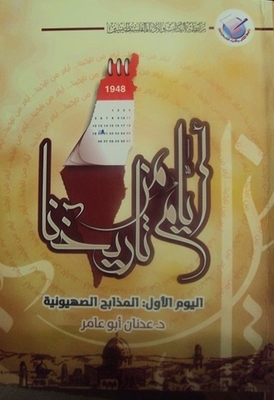 1948
أيام من
تاريخنا
اليوم الأول: المذابح الصهيونية
د. عدنان أبو عامر